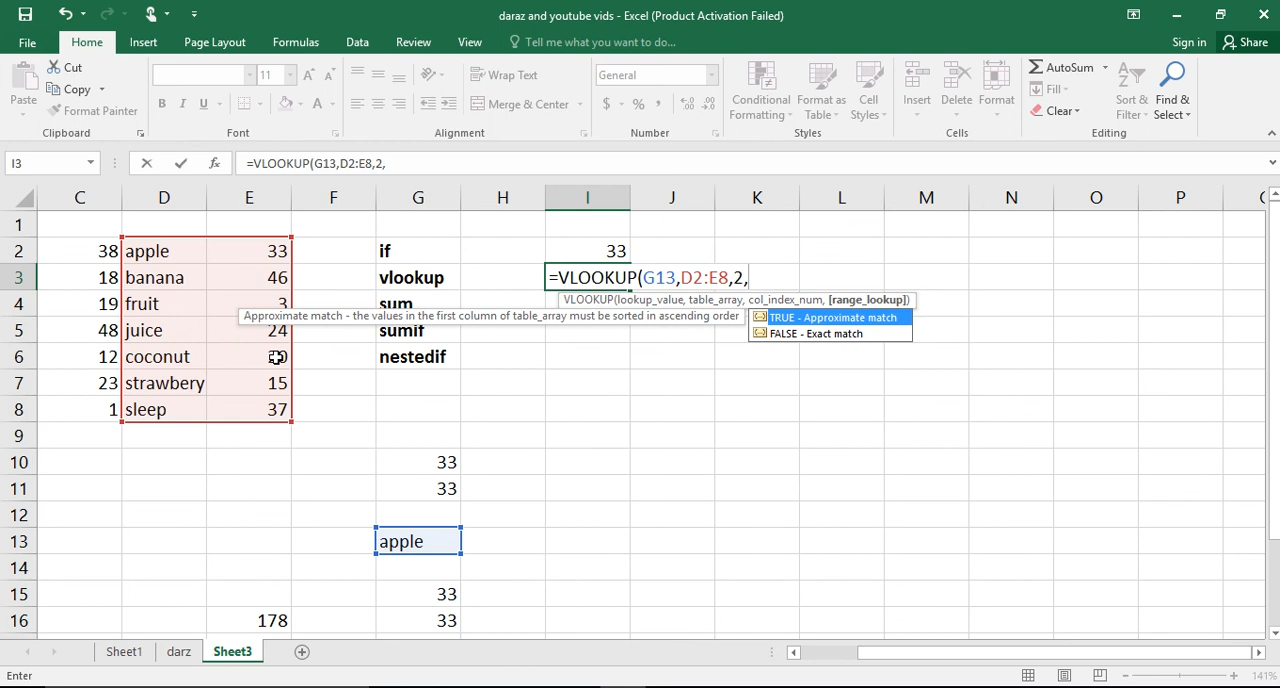 daraz and youtube vids - Excel (Product Activation Failed)
File Home Insert Page Layout Formulas Data Review View Tell me what you want to do... Sign in Share
Paste Cut Copy Format Painter
11 Wrap Text Merge & Center
General $ % ,
Conditional Formatting Format as Table Cell Styles Insert Delete Format
AutoSum Fill Clear Sort & Filter Find & Select
Clipboard Font Alignment Number Styles Cells Editing
I3 fx =VLOOKUP(G13,D2:E8,2,
C D E F G H I J K L M N O P
1
2 38 apple 33 if 33
3 18 banana 46 vlookup =VLOOKUP(G13,D2:E8,2,
VLOOKUP(lookup_value, table_array, col_index_num, [range_lookup])
4 19 fruit 3 sum
Approximate match - the values in the first column of table_array must be sorted in ascending order
TRUE - Approximate match
FALSE - Exact match
5 48 juice 24 sumif
6 12 coconut nestedif
7 23 strawbery 15
8 1 sleep 37
9
10 33
11 33
12
13 apple
14
15 33
16 178 33
Sheet1 darz Sheet3
Enter 141%